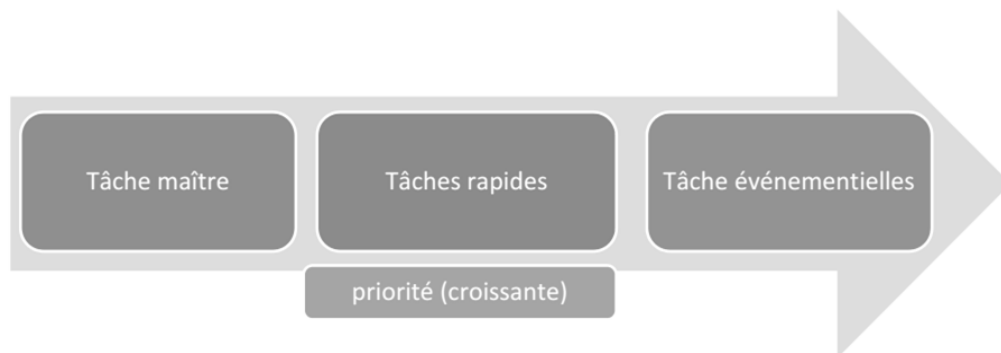 Tâche maître
Tâches rapides
Tâche événementielles
priorité (croissante)